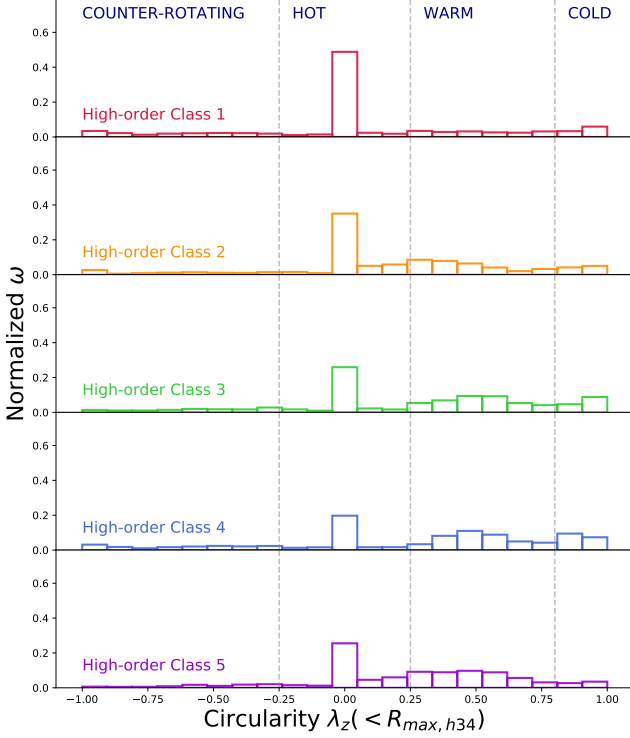 COUNTER-ROTATING HOT WARM COLD
0.6
0.4
0.2
High-order Class 1
0.0
0.6
0.4
High-order Class 2
0.2
0.0
0.6
0.4
0.2
High-order Class 3
0.0
0.6
0.4
0.2
High-order Class 4
0.0
0.6
0.4
0.2
High-order Class 5
0.0
Normalized ω
−1.00 −0.75 −0.50 −0.25 0.00 0.25 0.50 0.75 1.00
Circularity λz(< Rmax, h34)